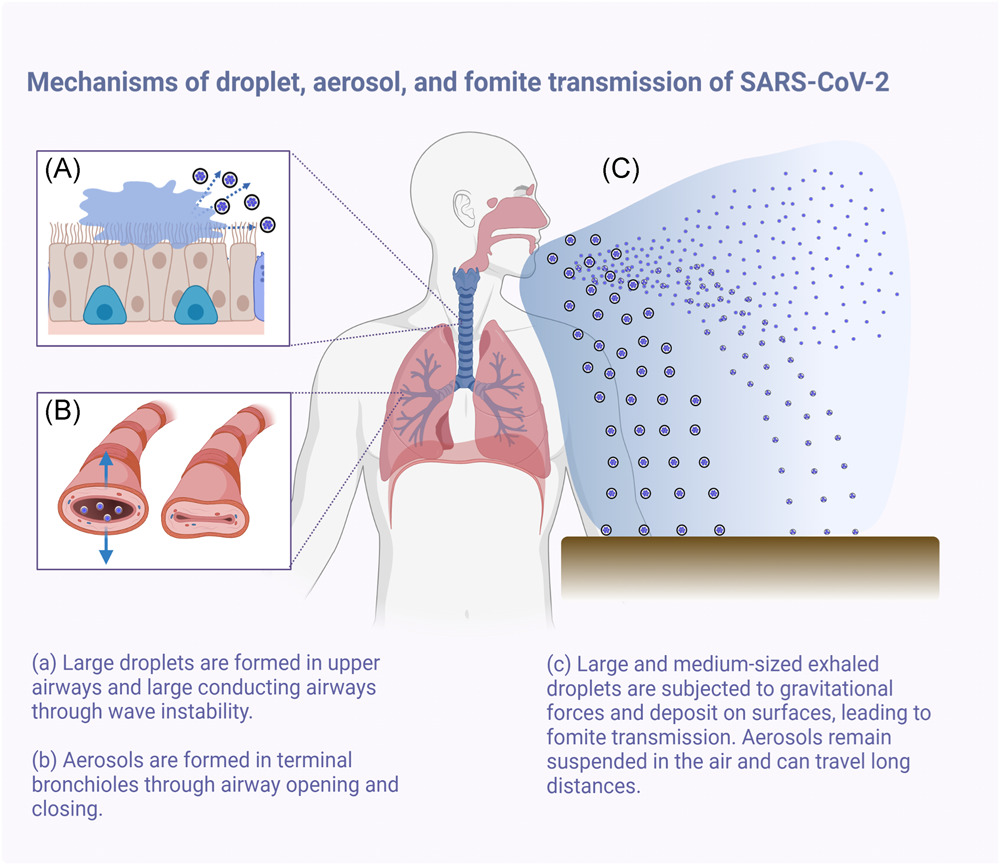 Mechanisms of droplet, aerosol, and fomite transmission of SARS-CoV-2
(A)
(C)
(B)
(a) Large droplets are formed in upper
airways and large conducting airways
through wave instability.
(b) Aerosols are formed in terminal
bronchioles through airway opening and
closing.
(c) Large and medium-sized exhaled
droplets are subjected to gravitational
forces and deposit on surfaces, leading to
fomite transmission. Aerosols remain
suspended in the air and can travel long
distances.